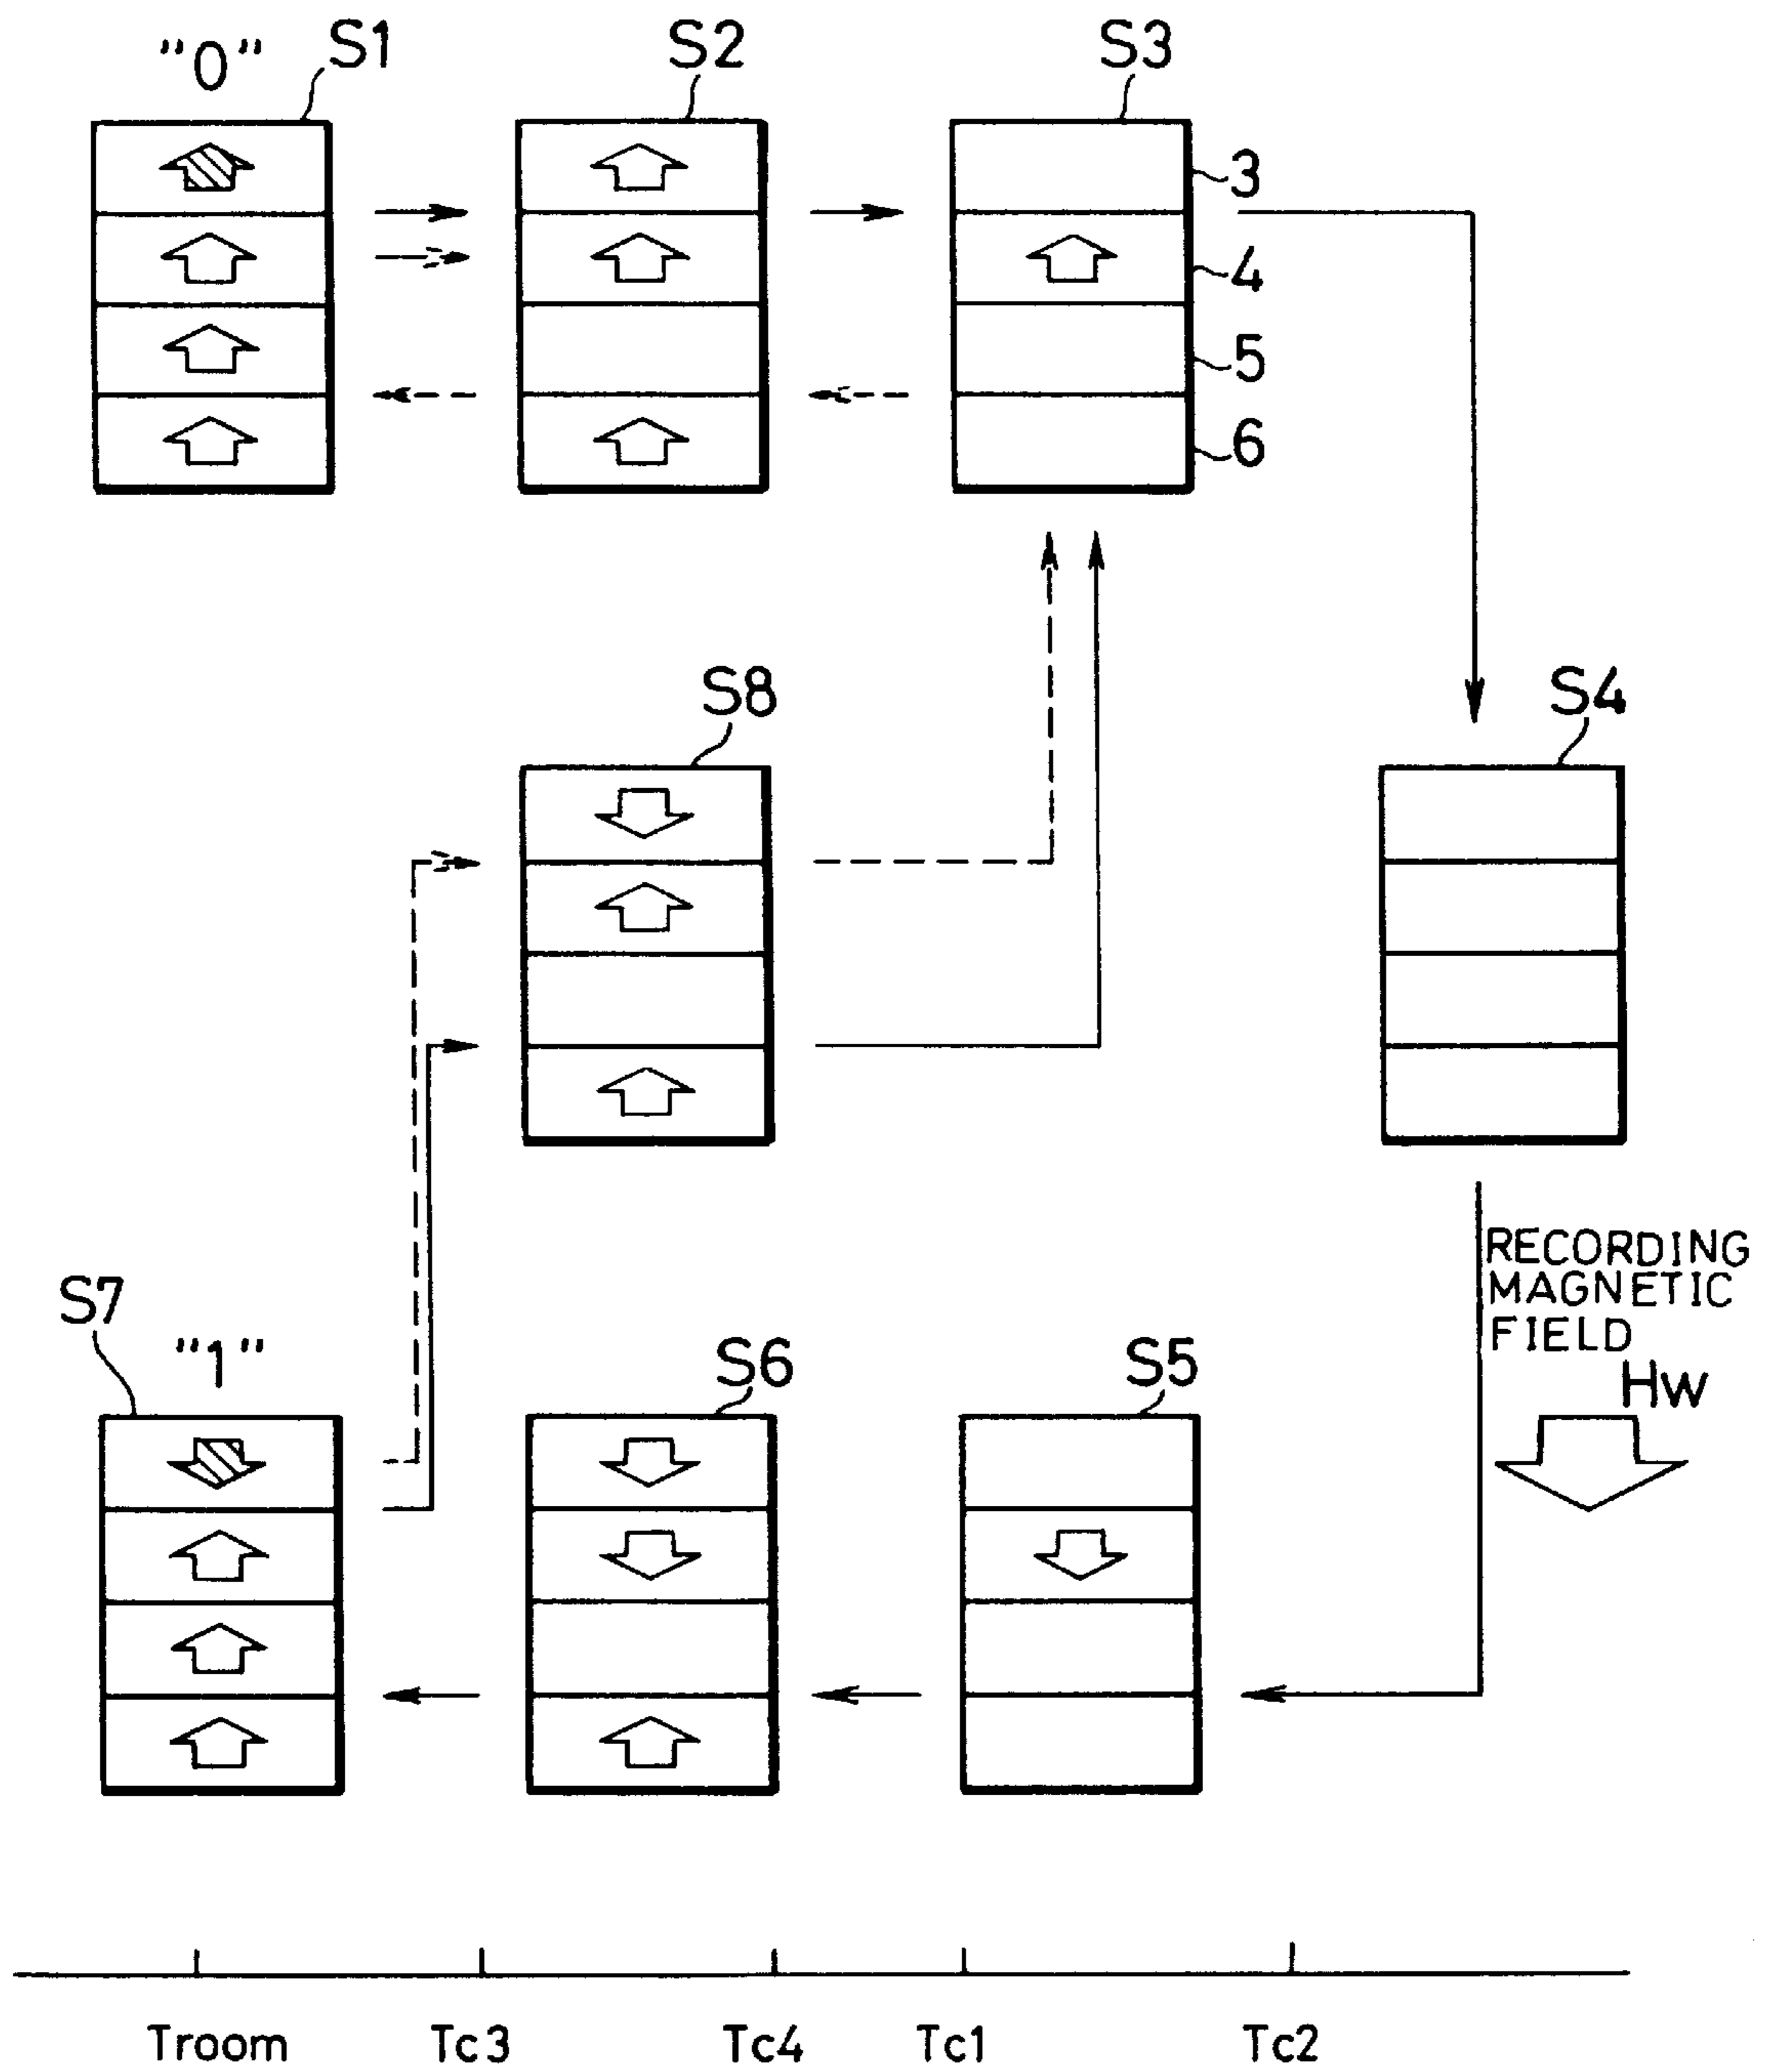 "0"
S1
S2
S3
3
4
5
6
S8
S4
RECORDING
MAGNETIC
FIELD
Hw
S7
"1"
S6
S5
Troom Tc3 Tc4 Tc1 Tc2